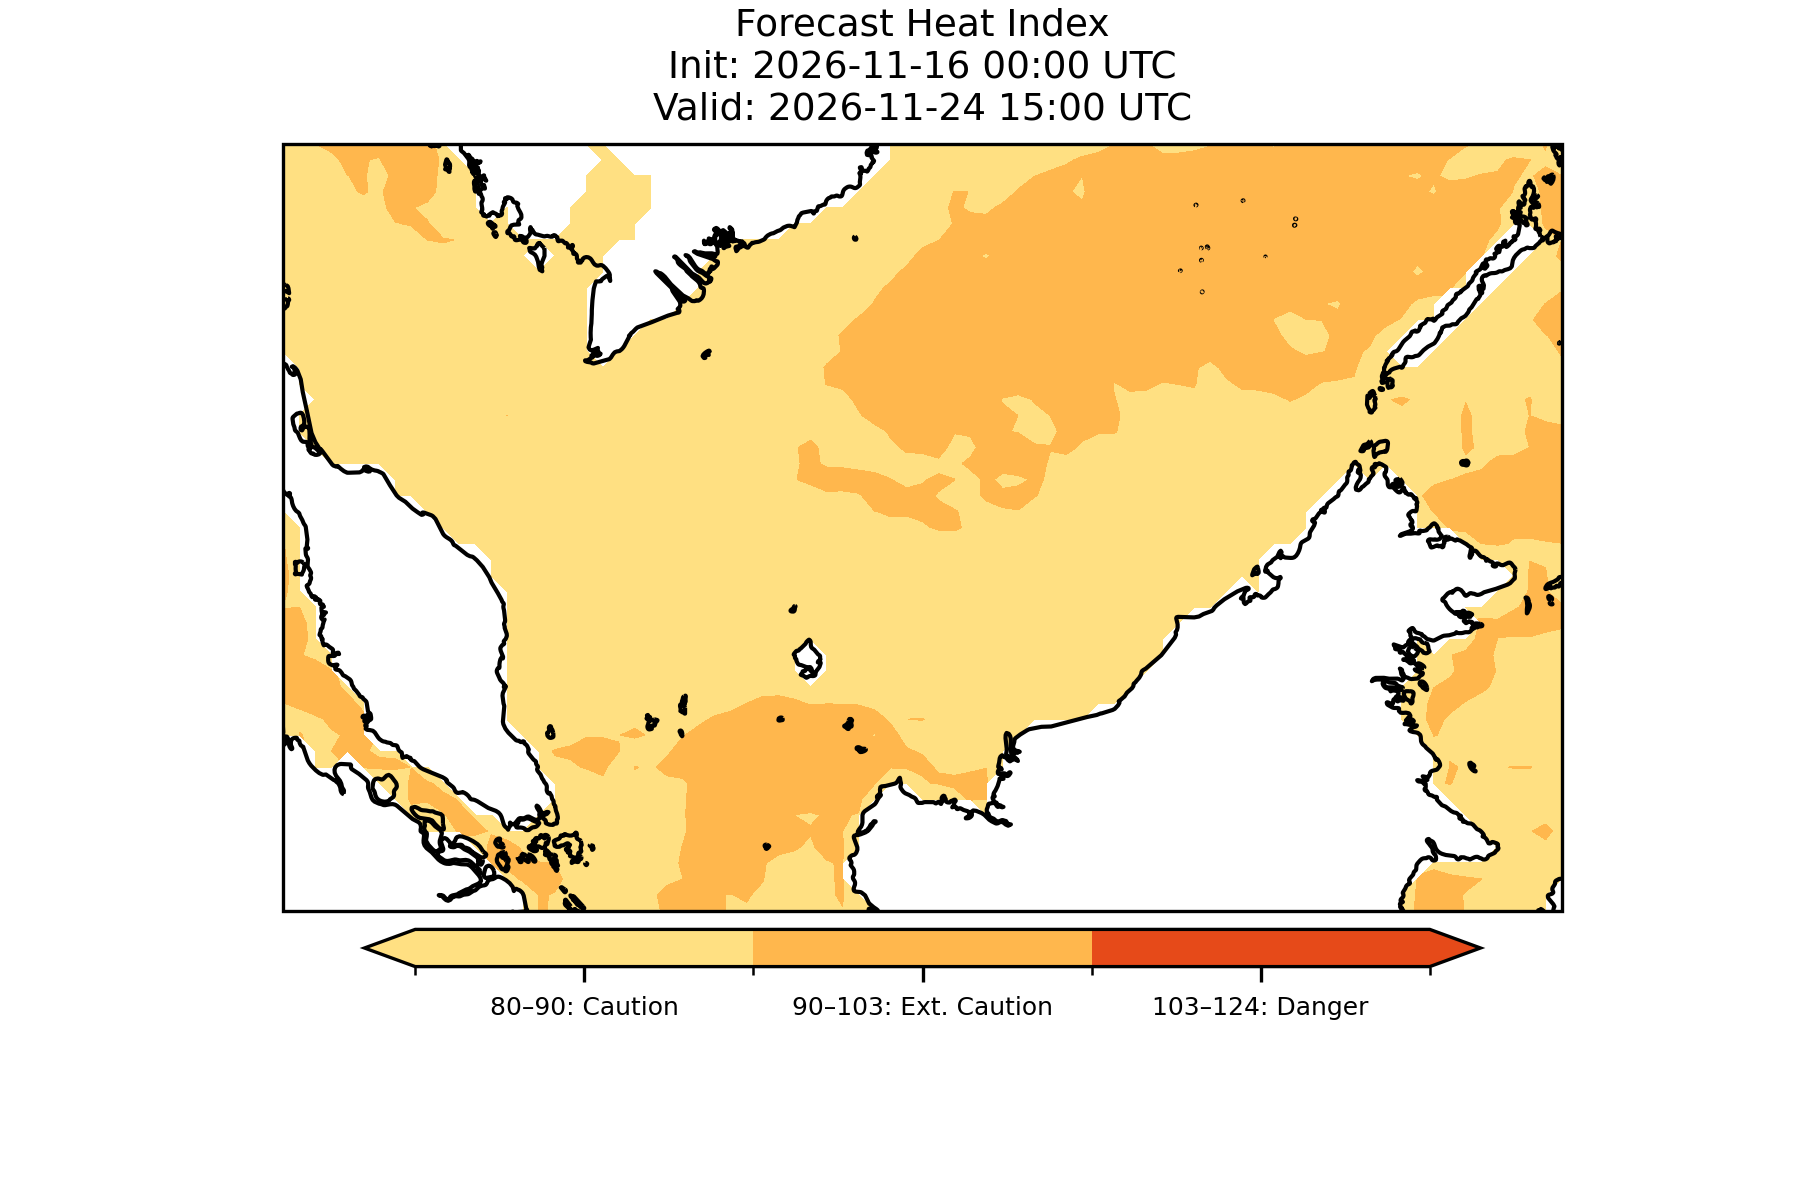 Forecast Heat Index
Init: 2026-11-16 00:00 UTC
Valid: 2026-11-24 15:00 UTC
80–90: Caution
90–103: Ext. Caution
103–124: Danger